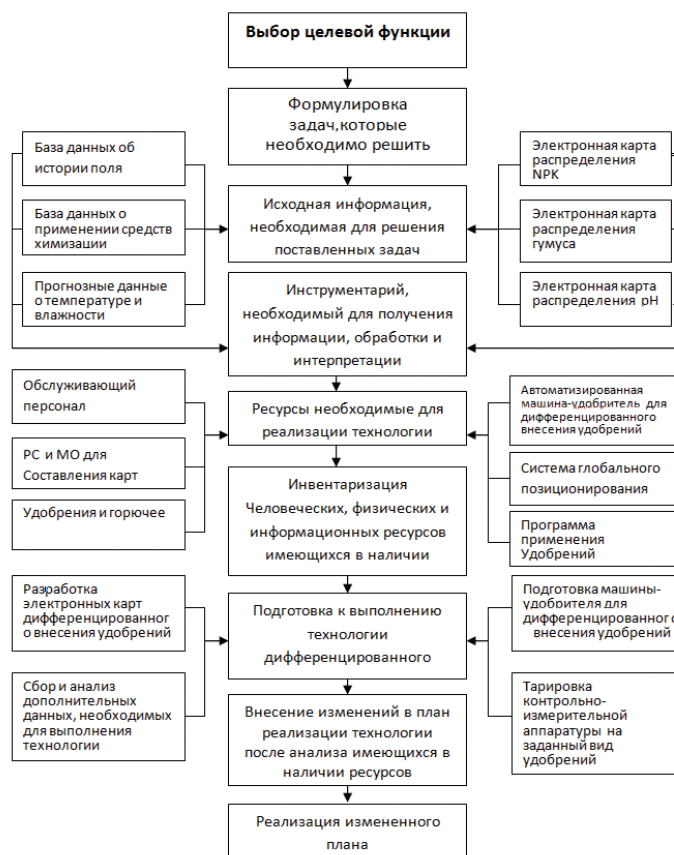 Выбор целевой функции
Формулировка
задач,которые
необходимо решить
База данных об
истории поля
База данных о
применении средств
химизации
Прогнозные данные
о температуре и
влажности
Исходная информация,
необходимая для решения
поставленных задач
Электронная карта
распределения
NPK
Электронная карта
распределения
гумуса
Электронная карта
распределения pH
Инструментарий,
необходимый для получения
информации, обработки и
интерпретации
Обслуживающий
персонал
РС и МО для
Составления карт
Удобрения и горючее
Ресурсы необходимые для
реализации технологии
Автоматизированная
машина-удобритель для
дифференцированного
внесения удобрений
Система глобального
позиционирования
Программа
применения
Удобрений
Инвентаризация
Человеческих, физических и
информационных ресурсов
имеющихся в наличии
Разработка
электронных карт
дифференцированног
о внесения удобрений
Сбор и анализ
дополнительных
данных, необходимых
для выполнения
технологии
Подготовка к выполнению
технологии
дифференцированного
Подготовка машины-
удобрителя для
дифференцированного
внесения удобрений
Тарировка
контрольно-
измерительной
аппаратуры на
заданный вид
удобрений
Внесение изменений в план
реализации технологии
после анализа имеющихся в
наличии ресурсов
Реализация измененного
плана